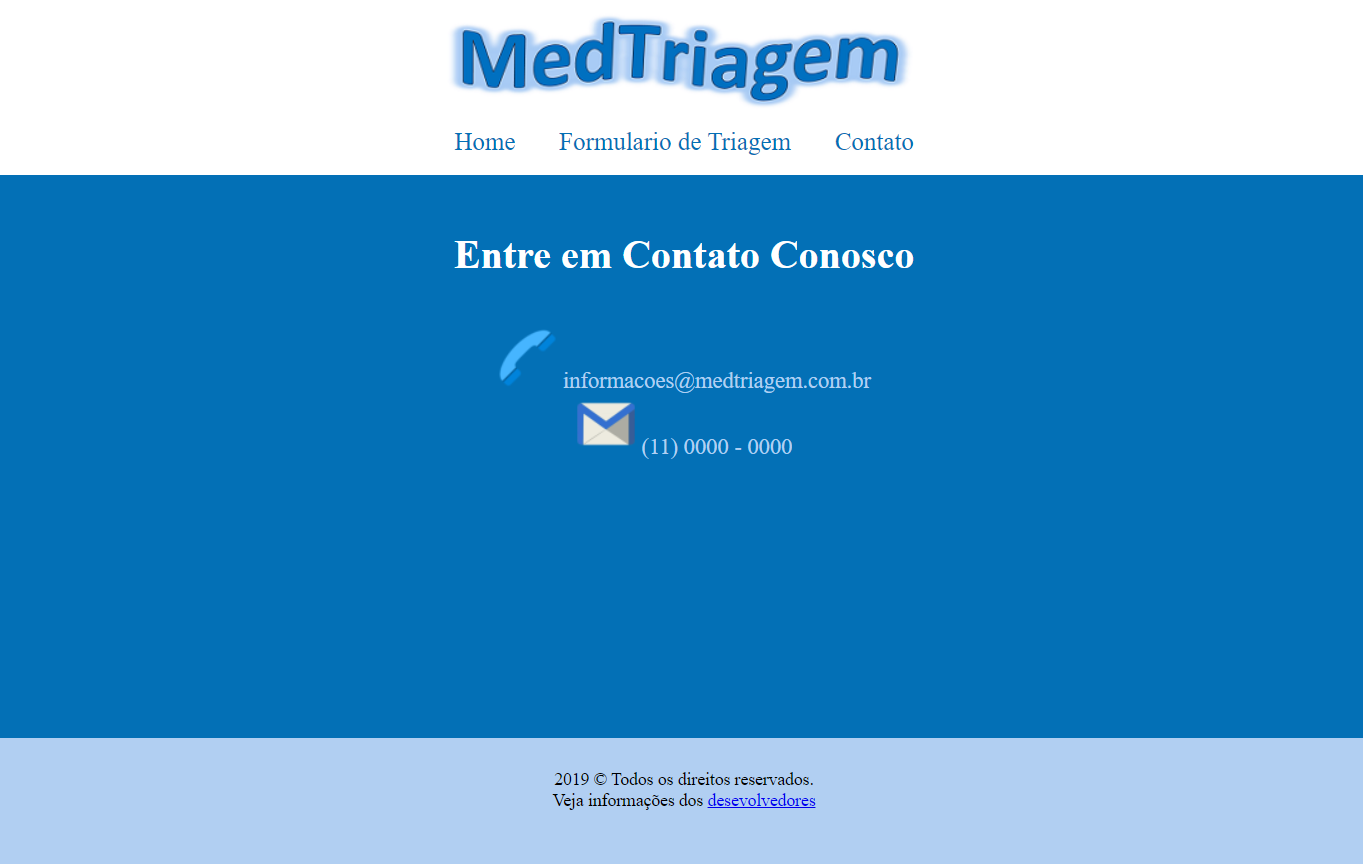 MedTriagem
Home Formulario de Triagem Contato
Entre em Contato Conosco
informacoes@medtriagem.com.br
(11) 0000 - 0000
2019 © Todos os direitos reservados.
Veja informações dos desevolvedores